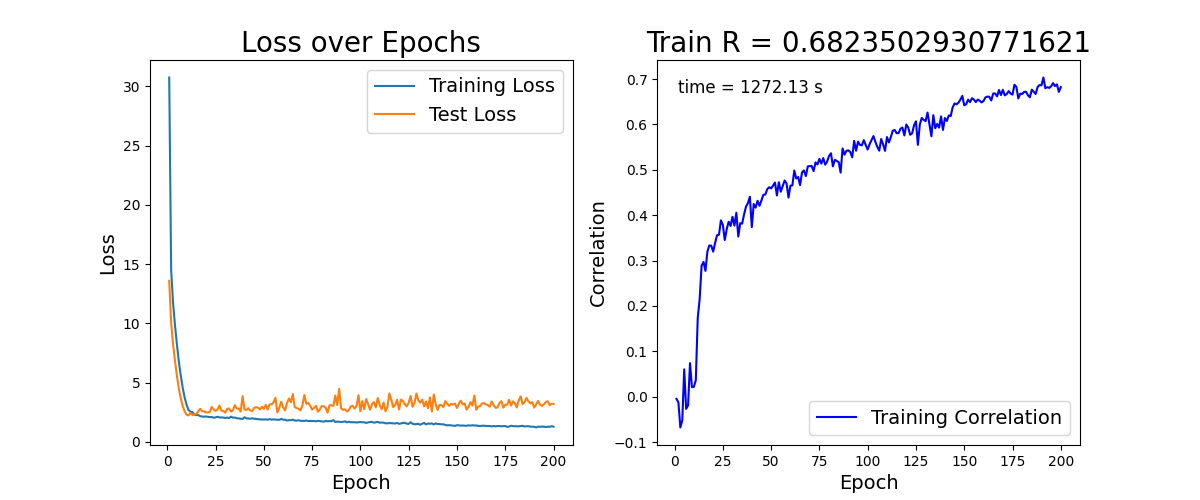 Loss over Epochs
Training Loss
Test Loss
30
25
20
15
10
5
0
Loss
0 25 50 75 100 125 150 175 200
Epoch
Train R = 0.6823502930771621
time = 1272.13 s
0.7
0.6
0.5
0.4
0.3
0.2
0.1
0.0
−0.1
Correlation
Training Correlation
0 25 50 75 100 125 150 175 200
Epoch